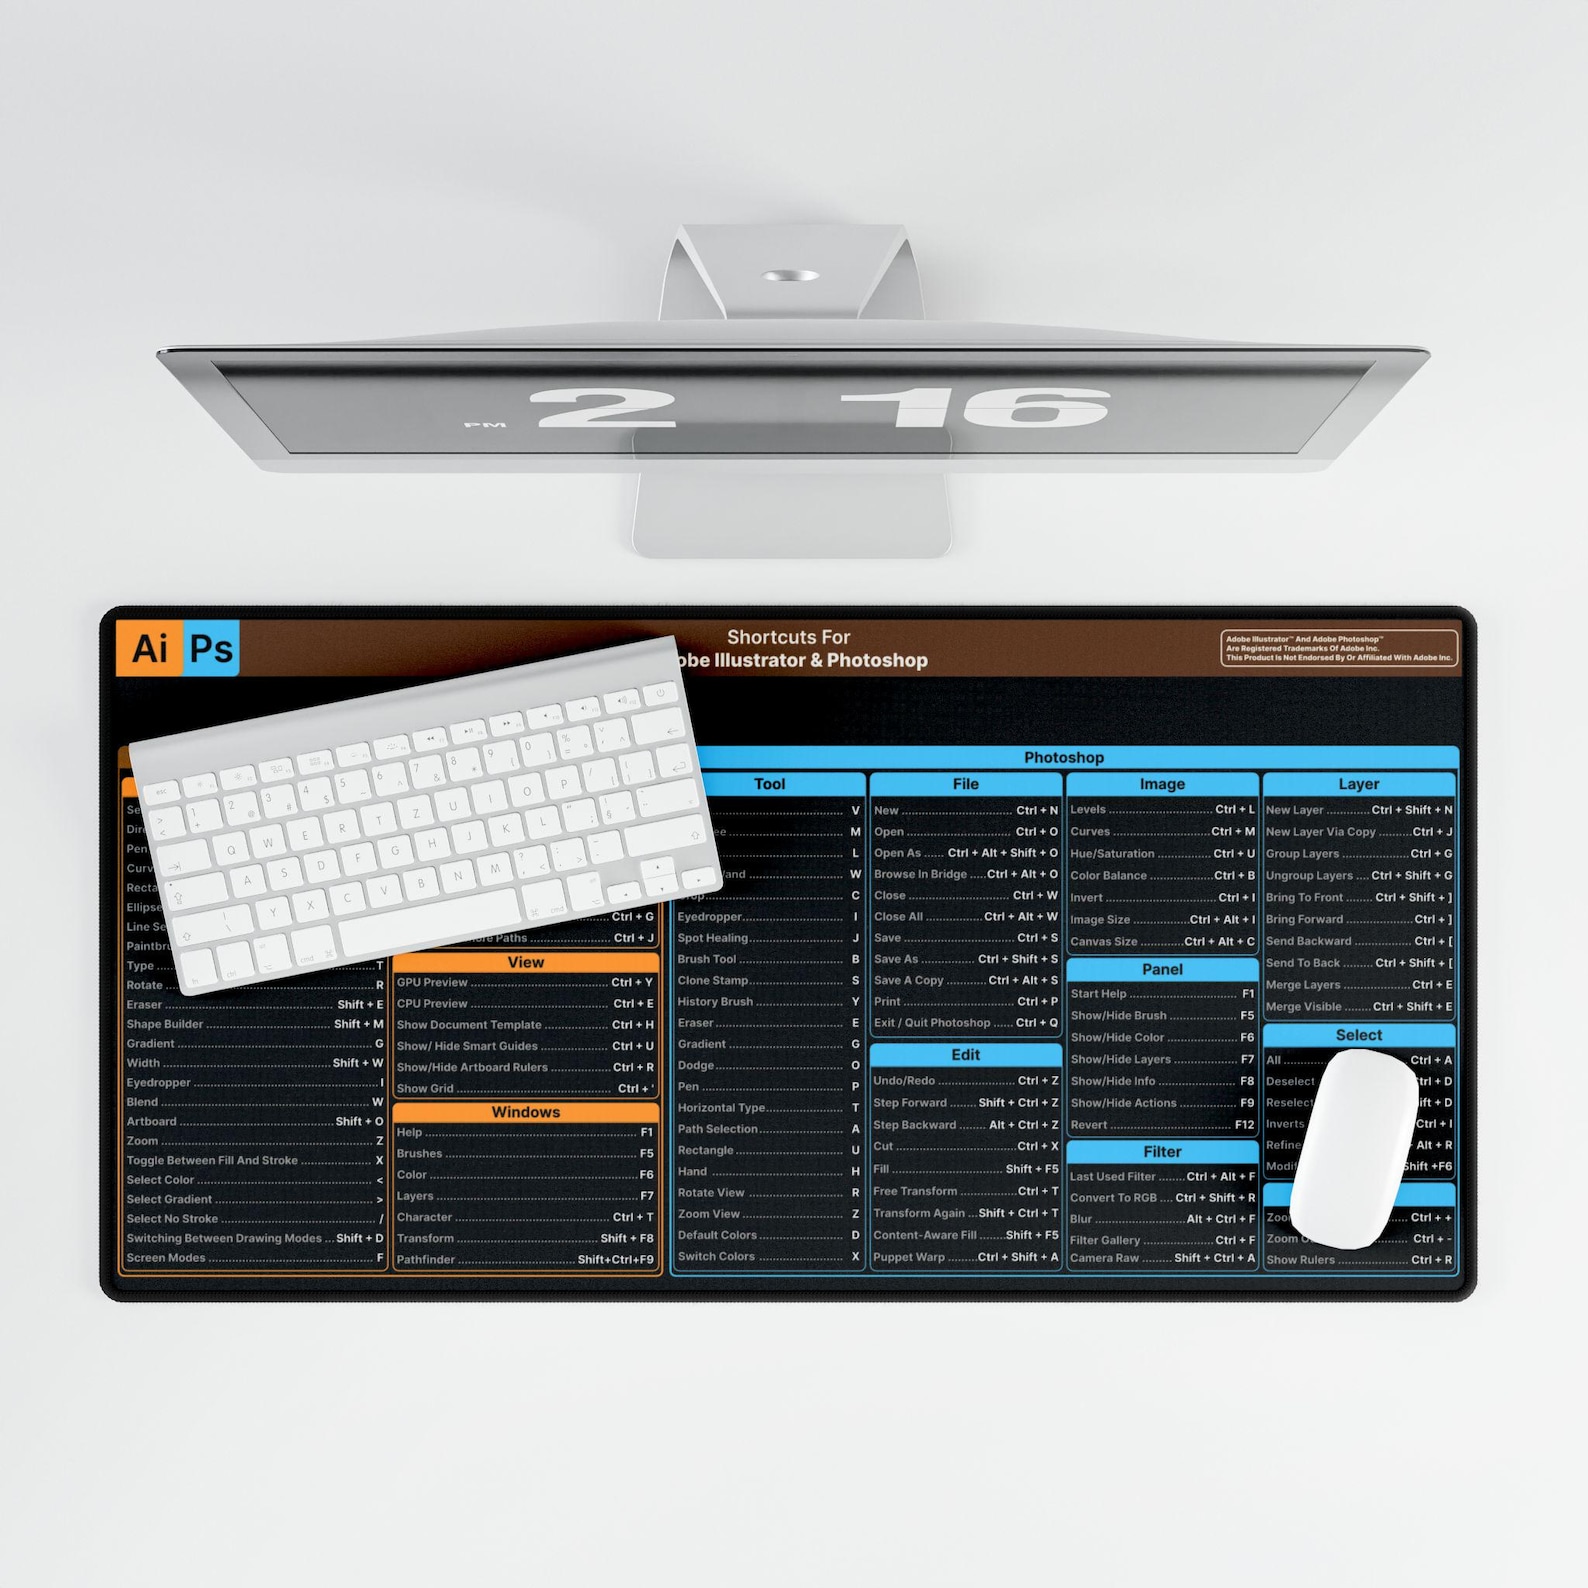 PM 2 16
Ai Ps
Shortcuts For
Illustrator & Photoshop
Adobe Illustrator™ And Adobe Photoshop™
Are Registered Trademarks Of Adobe Inc.
This Product Is Not Endorsed By Or Affiliated With Adobe Inc.
esc
Q W E R T Z U I O P
A S D F G H J K L
Y X C V B N M
fn ctrl cmd cmd
Type T
Rotate R
Eraser Shift + E
Shape Builder Shift + M
Gradient G
Width Shift + W
Eyedropper I
Blend W
Artboard Shift + O
Zoom Z
Toggle Between Fill And Stroke X
Select Color <
Select Gradient >
Select No Stroke /
Switching Between Drawing Modes ... Shift + D
Screen Modes F
Ctrl + G
Paths Ctrl + J
View
GPU Preview Ctrl + Y
CPU Preview Ctrl + E
Show Document Template Ctrl + H
Show/ Hide Smart Guides Ctrl + U
Show/Hide Artboard Rulers Ctrl + R
Show Grid Ctrl + '
Windows
Help F1
Brushes F5
Color F6
Layers F7
Character Ctrl + T
Transform Shift + F8
Pathfinder Shift+Ctrl+F9
Photoshop
Tool
V
M
L
W
C
Eyedropper I
Spot Healing J
Brush Tool B
Clone Stamp S
History Brush Y
Eraser E
Gradient G
Dodge O
Pen P
Horizontal Type T
Path Selection A
Rectangle U
Hand H
Rotate View R
Zoom View Z
Default Colors D
Switch Colors X
File
New Ctrl + N
Open Ctrl + O
Open As Ctrl + Alt + Shift + O
Browse In Bridge Ctrl + Alt + O
Close Ctrl + W
Close All Ctrl + Alt + W
Save Ctrl + S
Save As Ctrl + Shift + S
Save A Copy Ctrl + Alt + S
Print Ctrl + P
Exit / Quit Photoshop Ctrl + Q
Edit
Undo/Redo Ctrl + Z
Step Forward Shift + Ctrl + Z
Step Backward Alt + Ctrl + Z
Cut Ctrl + X
Fill Shift + F5
Free Transform Ctrl + T
Transform Again Shift + Ctrl + T
Content-Aware Fill Shift + F5
Puppet Warp Ctrl + Shift + A
Image
Levels Ctrl + L
Curves Ctrl + M
Hue/Saturation Ctrl + U
Color Balance Ctrl + B
Invert Ctrl + I
Image Size Ctrl + Alt + I
Canvas Size Ctrl + Alt + C
Panel
Start Help F1
Show/Hide Brush F5
Show/Hide Color F6
Show/Hide Layers F7
Show/Hide Info F8
Show/Hide Actions F9
Revert F12
Filter
Last Used Filter Ctrl + Alt + F
Convert To RGB Ctrl + Shift + R
Blur Alt + Ctrl + F
Filter Gallery Ctrl + F
Camera Raw Shift + Ctrl + A
Layer
New Layer Ctrl + Shift + N
New Layer Via Copy Ctrl + J
Group Layers Ctrl + G
Ungroup Layers Ctrl + Shift + G
Bring To Front Ctrl + Shift + ]
Bring Forward Ctrl + ]
Send Backward Ctrl + [
Send To Back Ctrl + Shift + [
Merge Layers Ctrl + E
Merge Visible Ctrl + Shift + E
Select
All Ctrl + A
Deselect + D
Reselect + D
Inverts Ctrl + I
Refine Alt + R
Shift +F6
Ctrl + +
Zoom Ctrl + -
Show Rulers Ctrl + R